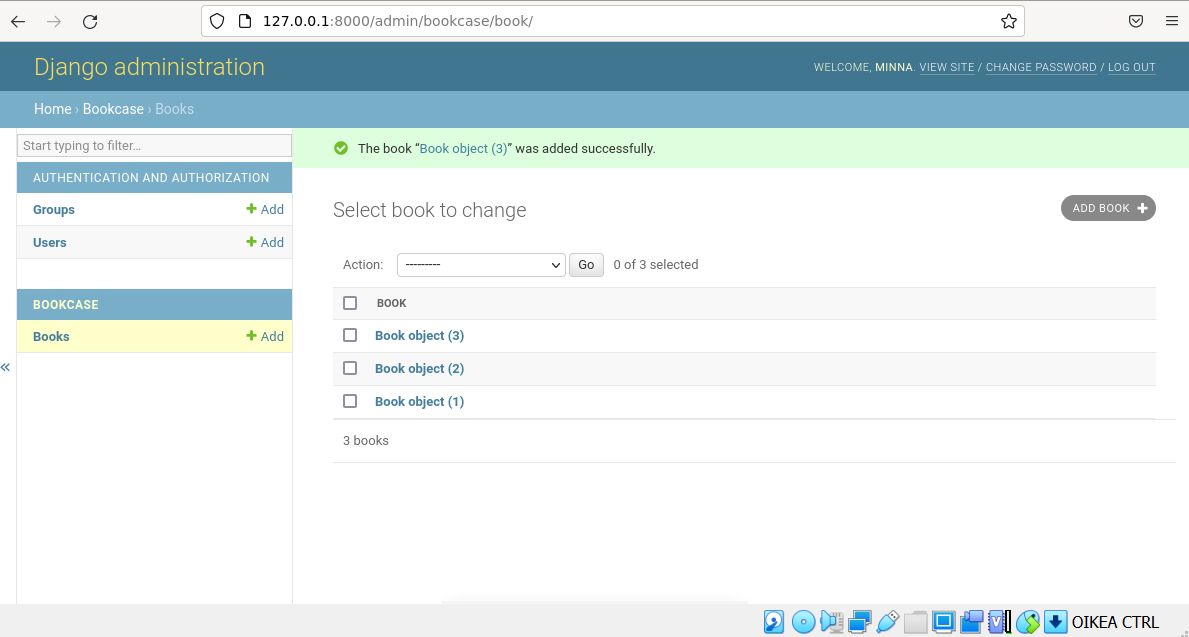 127.0.0.1:8000/admin/bookcase/book/
Django administration
WELCOME, MINNA. VIEW SITE / CHANGE PASSWORD / LOG OUT
Home › Bookcase › Books
Start typing to filter…
AUTHENTICATION AND AUTHORIZATION
Groups + Add
Users + Add
BOOKCASE
Books + Add
«
The book “Book object (3)” was added successfully.
Select book to change
ADD BOOK +
Action: --------- Go 0 of 3 selected
BOOK
Book object (3)
Book object (2)
Book object (1)
3 books
OIKEA CTRL